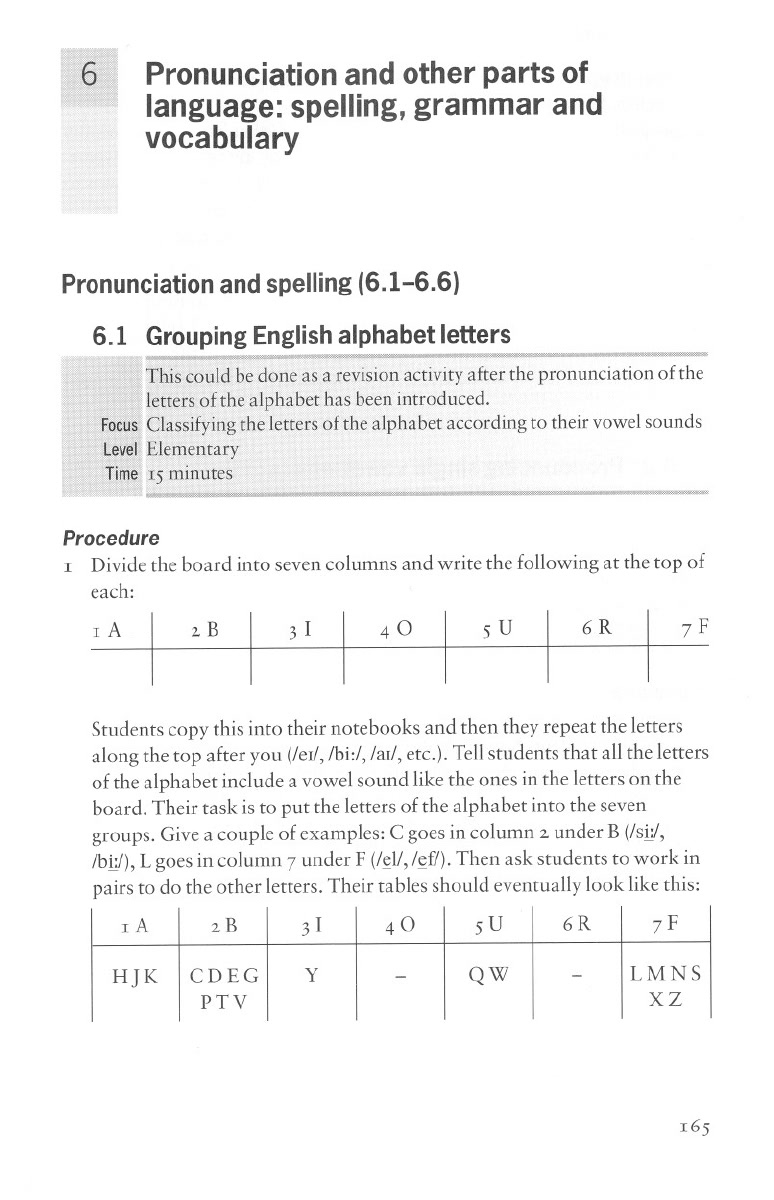 6 Pronunciation and other parts of
language: spelling, grammar and
vocabulary
Pronunciation and spelling (6.1–6.6)
6.1 Grouping English alphabet letters
This could be done as a revision activity after the pronunciation of the
letters of the alphabet has been introduced.
Focus Classifying the letters of the alphabet according to their vowel sounds
Level Elementary
Time 15 minutes
Procedure
1 Divide the board into seven columns and write the following at the top of
each:
1 A 2 B 3 I 4 O 5 U 6 R 7 F
Students copy this into their notebooks and then they repeat the letters
along the top after you (/eɪ/, /biː/, /aɪ/, etc.). Tell students that all the letters
of the alphabet include a vowel sound like the ones in the letters on the
board. Their task is to put the letters of the alphabet into the seven
groups. Give a couple of examples: C goes in column 2 under B (/siː/,
/biː/), L goes in column 7 under F (/el/, /ef/). Then ask students to work in
pairs to do the other letters. Their tables should eventually look like this:
1 A 2 B 3 I 4 O 5 U 6 R 7 F
H J K C D E G Y – Q W – L M N S
P T V X Z
165